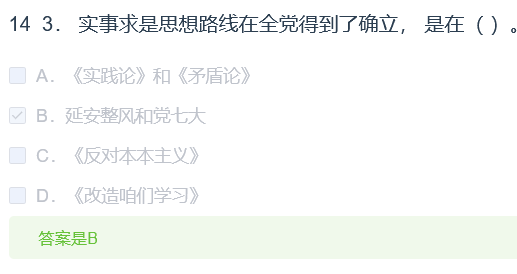 14 3. 实事求是思想路线在全党得到了确立, 是在 ( ) 。
A. 《实践论》和《矛盾论》
B. 延安整风和党七大
C. 《反对本本主义》
D. 《改造咱们学习》
答案是B